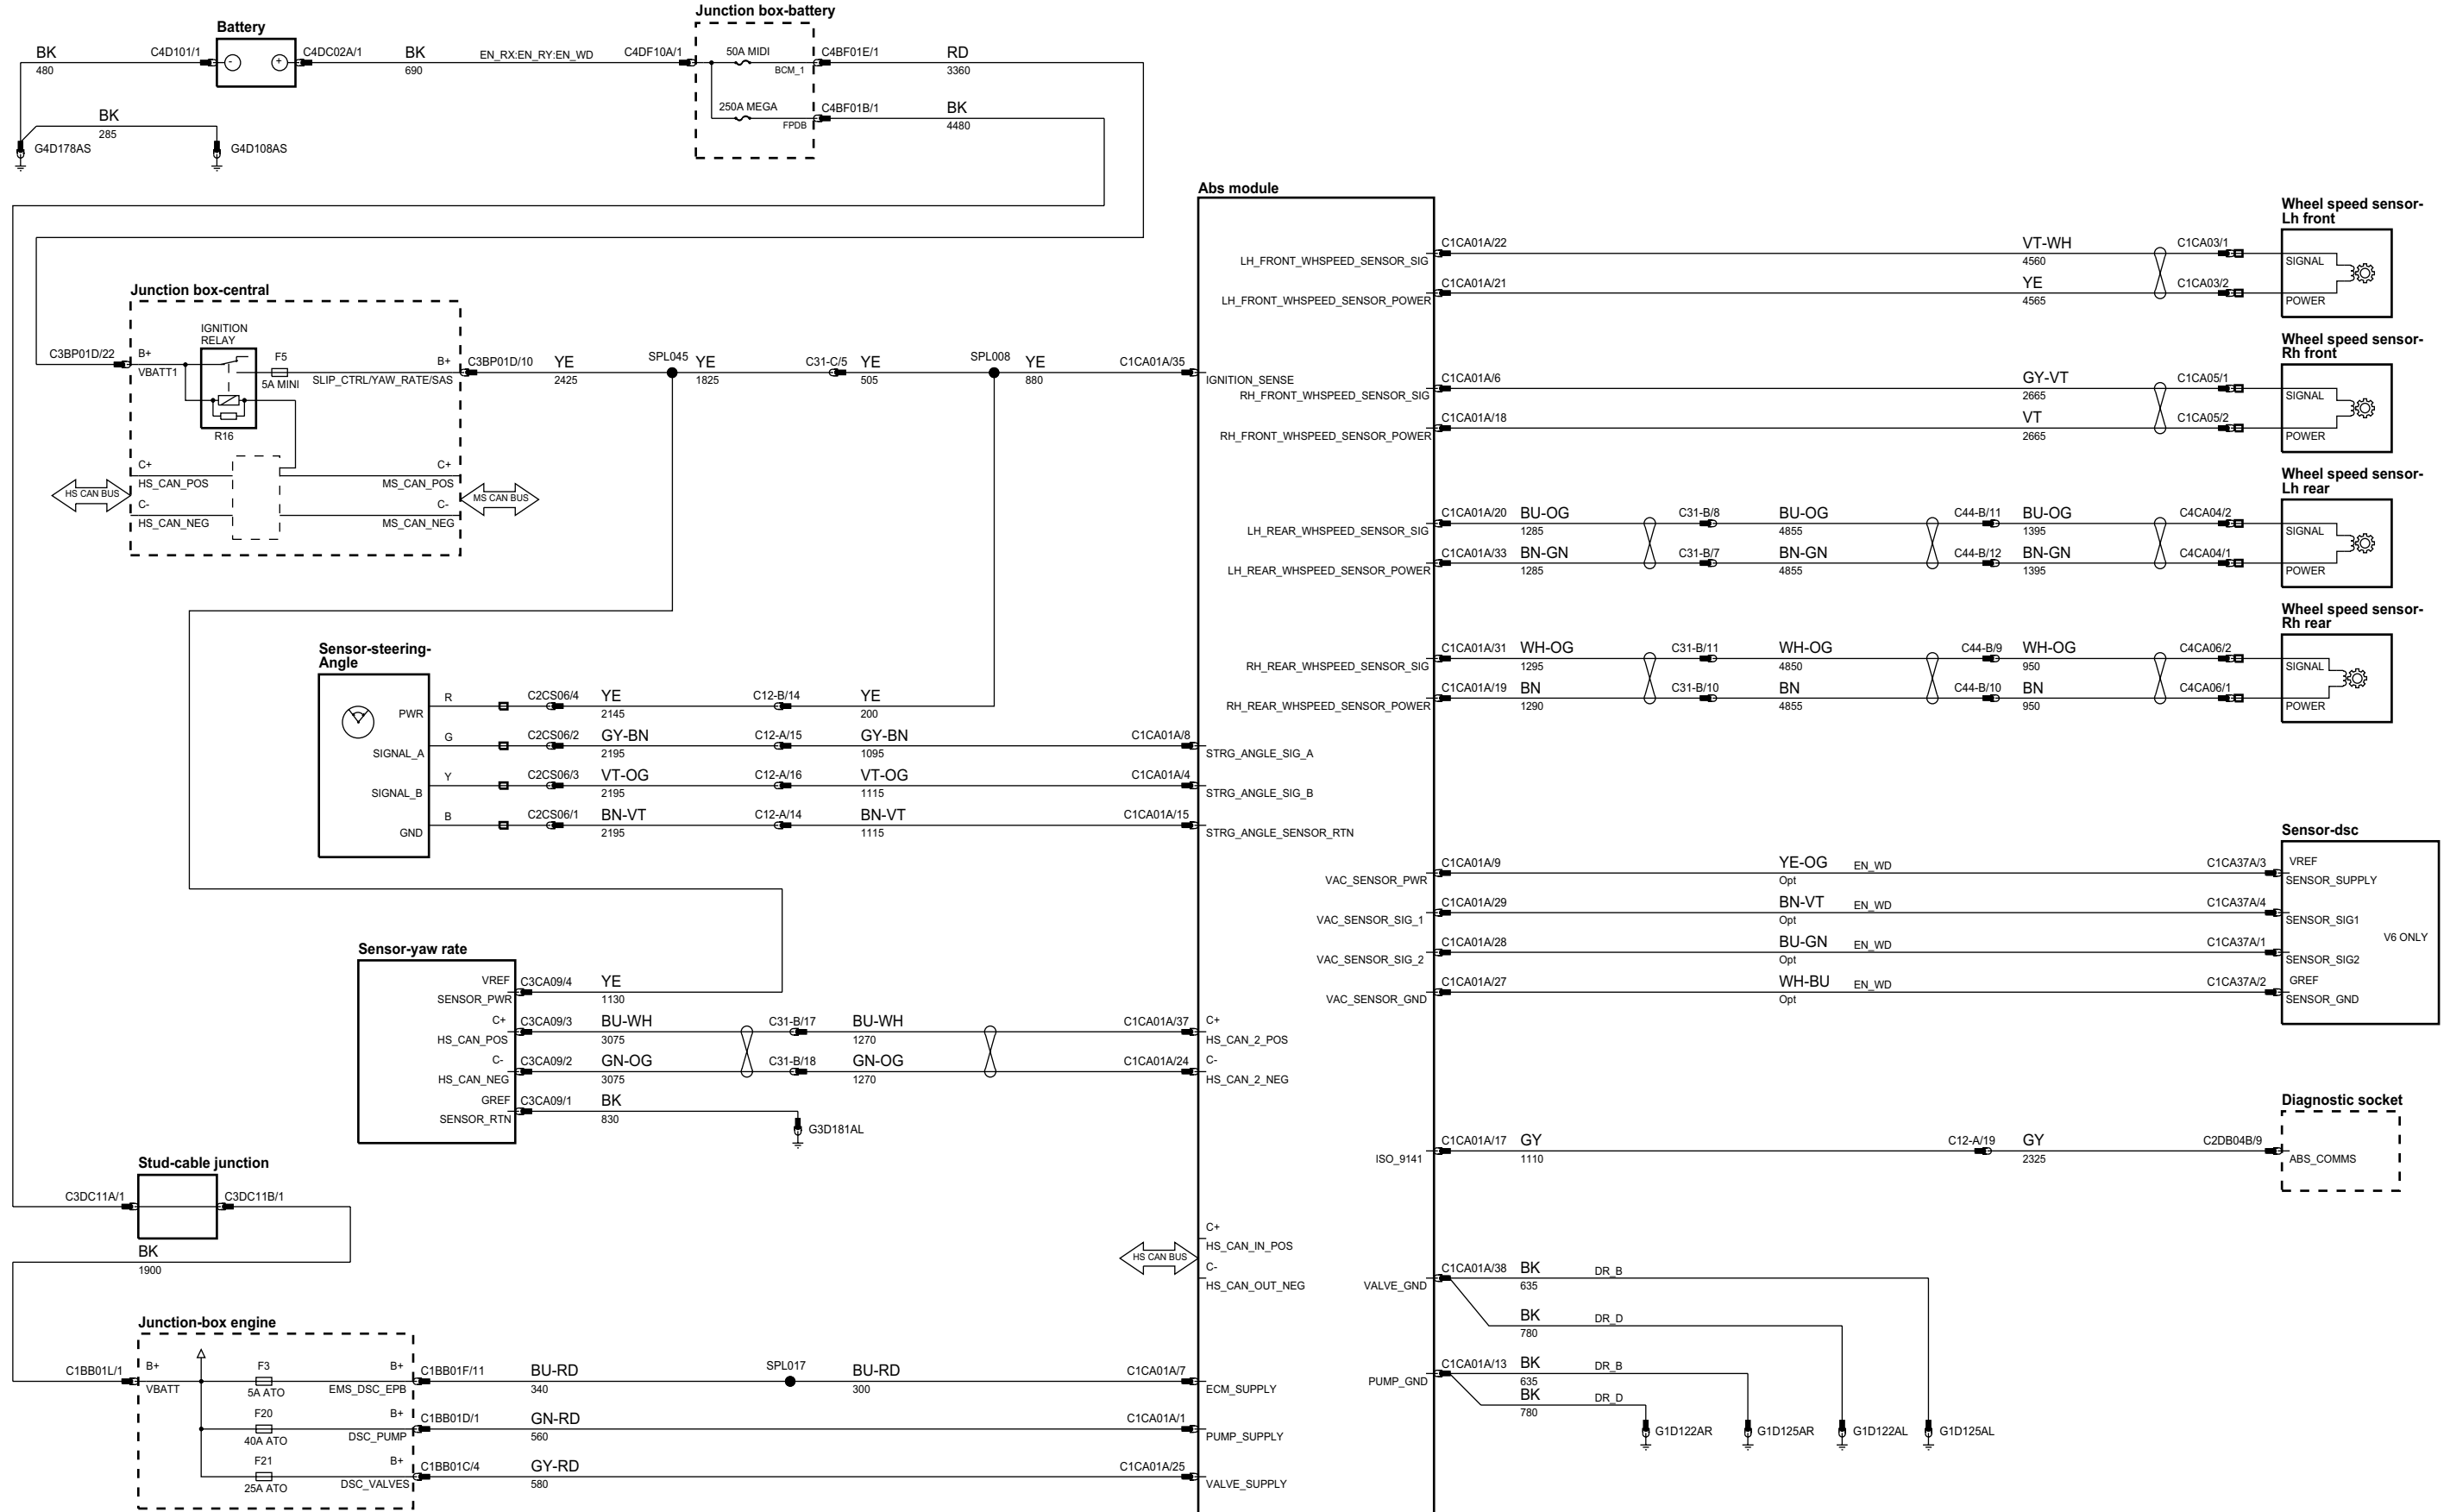 Junction box-battery
Battery
BK
480
C4D101/1
-
+
C4DC02A/1
BK
690
EN_RX:EN_RY:EN_WD
C4DF10A/1
50A MIDI
BCM_1
C4BF01E/1
RD
3360
250A MEGA
FPDB
C4BF01B/1
BK
4480
BK
285
G4D178AS
G4D108AS
Junction box-central
C3BP01D/22
B+
VBATT1
IGNITION
RELAY
R16
F5
5A MINI
B+
SLIP_CTRL/YAW_RATE/SAS
C3BP01D/10
YE
2425
SPL045
YE
1825
C31-C/5
YE
505
SPL008
YE
880
C1CA01A/35
HS CAN BUS
C+
HS_CAN_POS
C-
HS_CAN_NEG
C+
MS_CAN_POS
C-
MS_CAN_NEG
MS CAN BUS
Sensor-steering-
Angle
PWR
R
C2CS06/4
YE
2145
C12-B/14
YE
200
SIGNAL_A
G
C2CS06/2
GY-BN
2195
C12-A/15
GY-BN
1095
C1CA01A/8
SIGNAL_B
Y
C2CS06/3
VT-OG
2195
C12-A/16
VT-OG
1115
C1CA01A/4
GND
B
C2CS06/1
BN-VT
2195
C12-A/14
BN-VT
1115
C1CA01A/15
Sensor-yaw rate
VREF
SENSOR_PWR
C3CA09/4
YE
1130
C+
HS_CAN_POS
C3CA09/3
BU-WH
3075
C31-B/17
BU-WH
1270
C1CA01A/37
C-
HS_CAN_NEG
C3CA09/2
GN-OG
3075
C31-B/18
GN-OG
1270
C1CA01A/24
GREF
SENSOR_RTN
C3CA09/1
BK
830
G3D181AL
Stud-cable junction
C3DC11A/1
C3DC11B/1
BK
1900
Junction-box engine
C1BB01L/1
B+
VBATT
F3
5A ATO
B+
EMS_DSC_EPB
C1BB01F/11
BU-RD
340
SPL017
BU-RD
300
C1CA01A/7
F20
40A ATO
B+
DSC_PUMP
C1BB01D/1
GN-RD
560
C1CA01A/1
F21
25A ATO
B+
DSC_VALVES
C1BB01C/4
GY-RD
580
C1CA01A/25
Abs module
IGNITION_SENSE
STRG_ANGLE_SIG_A
STRG_ANGLE_SIG_B
STRG_ANGLE_SENSOR_RTN
C+
HS_CAN_2_POS
C-
HS_CAN_2_NEG
HS CAN BUS
C+
HS_CAN_IN_POS
C-
HS_CAN_OUT_NEG
ECM_SUPPLY
PUMP_SUPPLY
VALVE_SUPPLY
LH_FRONT_WHSPEED_SENSOR_SIG
C1CA01A/22
VT-WH
4560
C1CA03/1
LH_FRONT_WHSPEED_SENSOR_POWER
C1CA01A/21
YE
4565
C1CA03/2
Wheel speed sensor-
Lh front
SIGNAL
POWER
RH_FRONT_WHSPEED_SENSOR_SIG
C1CA01A/6
GY-VT
2665
C1CA05/1
RH_FRONT_WHSPEED_SENSOR_POWER
C1CA01A/18
VT
2665
C1CA05/2
Wheel speed sensor-
Rh front
SIGNAL
POWER
LH_REAR_WHSPEED_SENSOR_SIG
C1CA01A/20
BU-OG
1285
C31-B/8
BU-OG
4855
C44-B/11
BU-OG
1395
C4CA04/2
LH_REAR_WHSPEED_SENSOR_POWER
C1CA01A/33
BN-GN
1285
C31-B/7
BN-GN
4855
C44-B/12
BN-GN
1395
C4CA04/1
Wheel speed sensor-
Lh rear
SIGNAL
POWER
RH_REAR_WHSPEED_SENSOR_SIG
C1CA01A/31
WH-OG
1295
C31-B/11
WH-OG
4850
C44-B/9
WH-OG
950
C4CA06/2
RH_REAR_WHSPEED_SENSOR_POWER
C1CA01A/19
BN
1290
C31-B/10
BN
4855
C44-B/10
BN
950
C4CA06/1
Wheel speed sensor-
Rh rear
SIGNAL
POWER
Sensor-dsc
VAC_SENSOR_PWR
C1CA01A/9
YE-OG
Opt
EN_WD
C1CA37A/3
VREF
SENSOR_SUPPLY
VAC_SENSOR_SIG_1
C1CA01A/29
BN-VT
Opt
EN_WD
C1CA37A/4
SENSOR_SIG1
V6 ONLY
VAC_SENSOR_SIG_2
C1CA01A/28
BU-GN
Opt
EN_WD
C1CA37A/1
SENSOR_SIG2
VAC_SENSOR_GND
C1CA01A/27
WH-BU
Opt
EN_WD
C1CA37A/2
GREF
SENSOR_GND
Diagnostic socket
ISO_9141
C1CA01A/17
GY
1110
C12-A/19
GY
2325
C2DB04B/9
ABS_COMMS
VALVE_GND
C1CA01A/38
BK
635
DR_B
BK
780
DR_D
PUMP_GND
C1CA01A/13
BK
635
DR_B
BK
780
DR_D
G1D122AR
G1D125AR
G1D122AL
G1D125AL